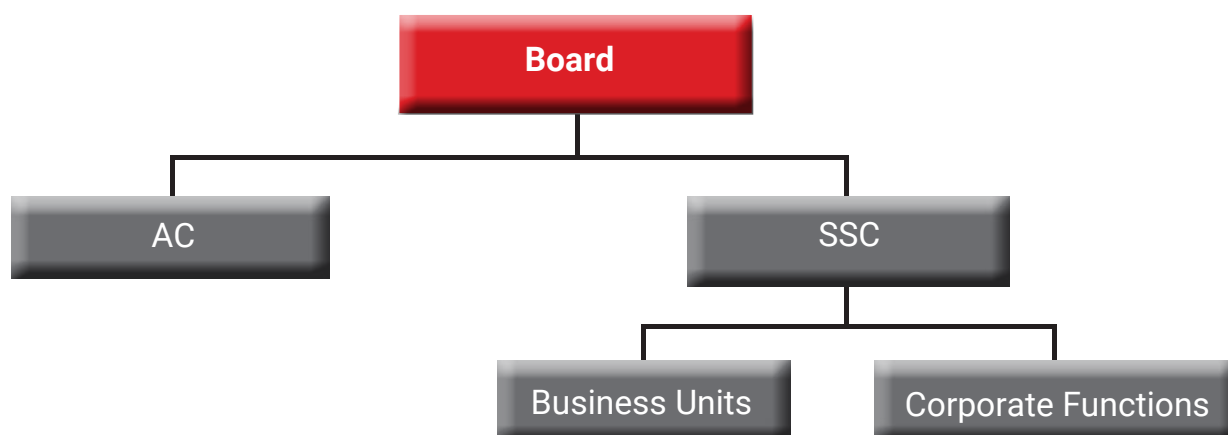 Board
AC
SSC
Business Units
Corporate Functions